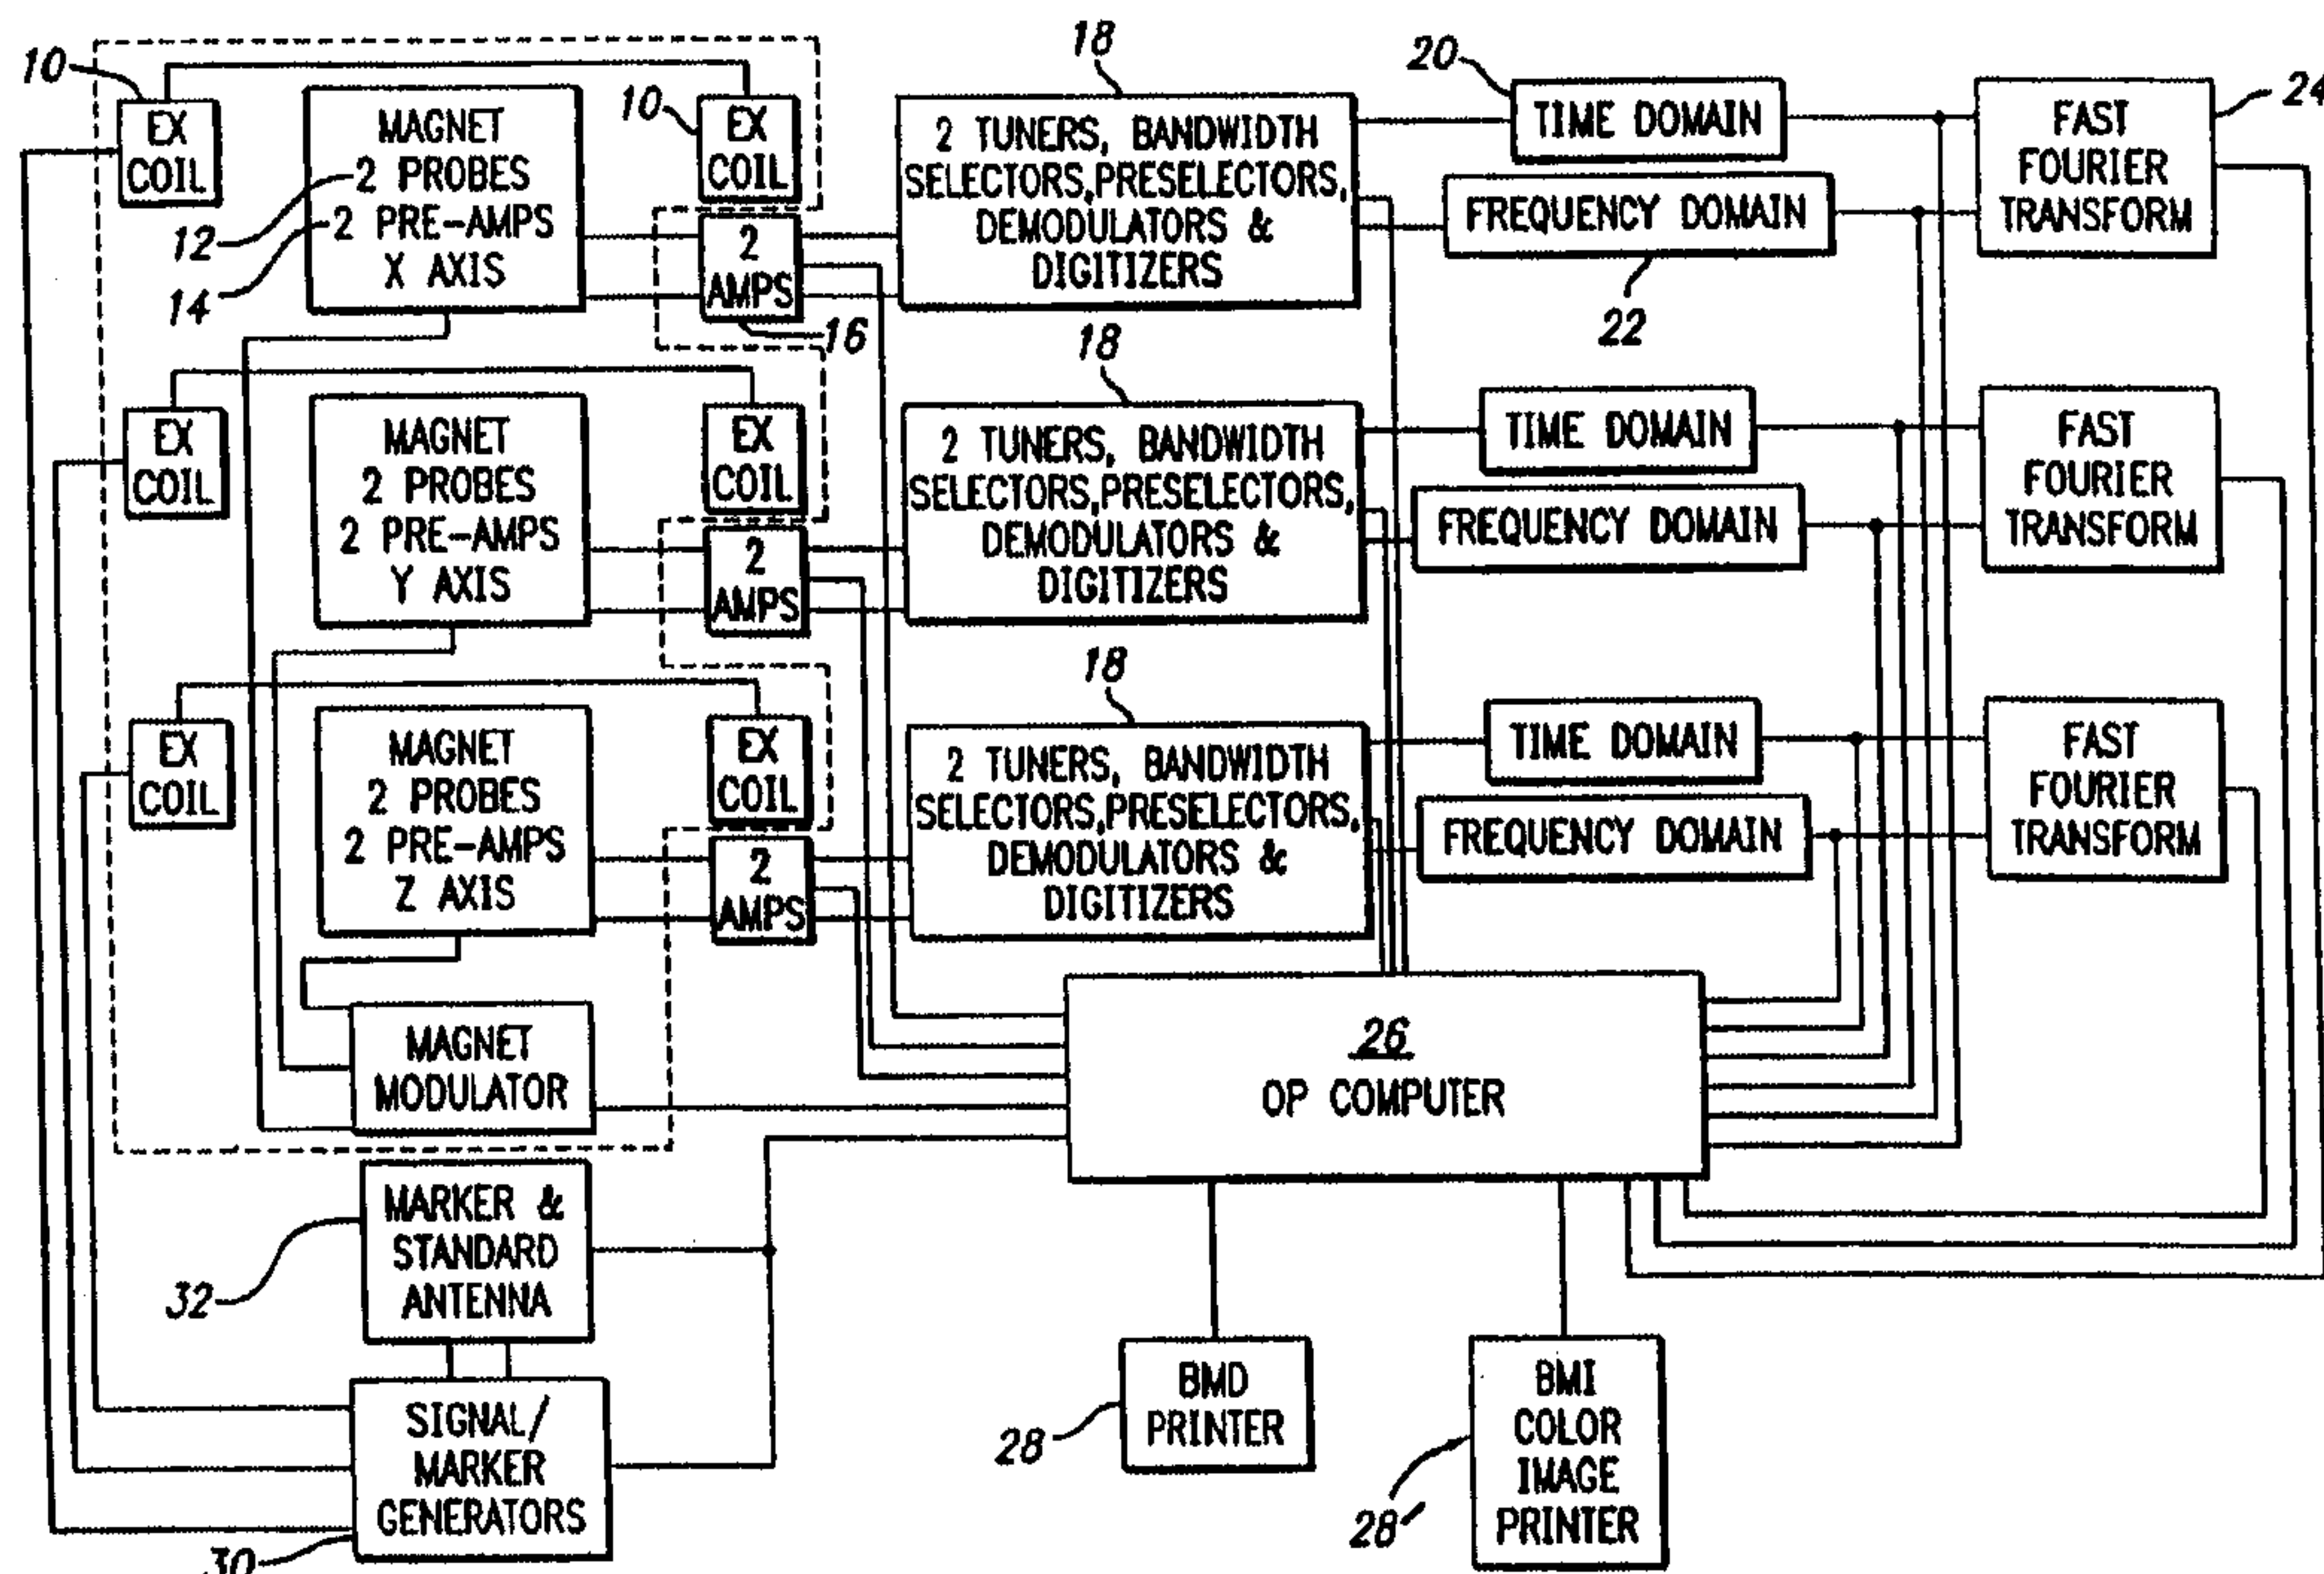 10
EX
COIL
MAGNET
2 PROBES
2 PRE-AMPS
X AXIS
12
14
10
EX
COIL
2
AMPS
16
18
2 TUNERS, BANDWIDTH
SELECTORS,PRESELECTORS,
DEMODULATORS &
DIGITIZERS
20
TIME DOMAIN
FREQUENCY DOMAIN
22
FAST
FOURIER
TRANSFORM
24
EX
COIL
MAGNET
2 PROBES
2 PRE-AMPS
Y AXIS
EX
COIL
2
AMPS
18
2 TUNERS, BANDWIDTH
SELECTORS,PRESELECTORS,
DEMODULATORS &
DIGITIZERS
TIME DOMAIN
FREQUENCY DOMAIN
FAST
FOURIER
TRANSFORM
EX
COIL
MAGNET
2 PROBES
2 PRE-AMPS
Z AXIS
EX
COIL
2
AMPS
18
2 TUNERS, BANDWIDTH
SELECTORS,PRESELECTORS,
DEMODULATORS &
DIGITIZERS
TIME DOMAIN
FREQUENCY DOMAIN
FAST
FOURIER
TRANSFORM
MAGNET
MODULATOR
26
OP COMPUTER
MARKER &
STANDARD
ANTENNA
32
SIGNAL/
MARKER
GENERATORS
30
BMD
PRINTER
28
BMI
COLOR
IMAGE
PRINTER
28'